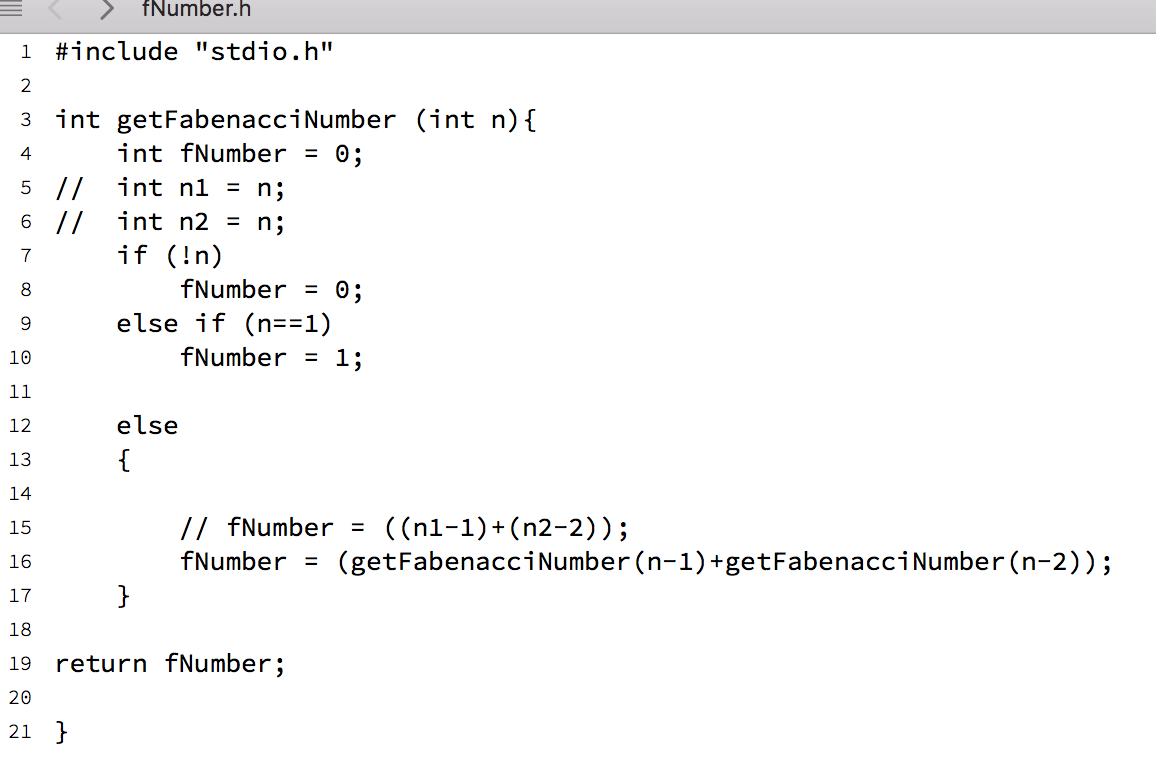 fNumber.h
1 #include "stdio.h"
2
3 int getFabenacciNumber (int n){
4 int fNumber = 0;
5 // int n1 = n;
6 // int n2 = n;
7 if (!n)
8 fNumber = 0;
9 else if (n==1)
10 fNumber = 1;
11
12 else
13 {
14
15 // fNumber = ((n1-1)+(n2-2));
16 fNumber = (getFabenacciNumber(n-1)+getFabenacciNumber(n-2));
17 }
18
19 return fNumber;
20
21 }